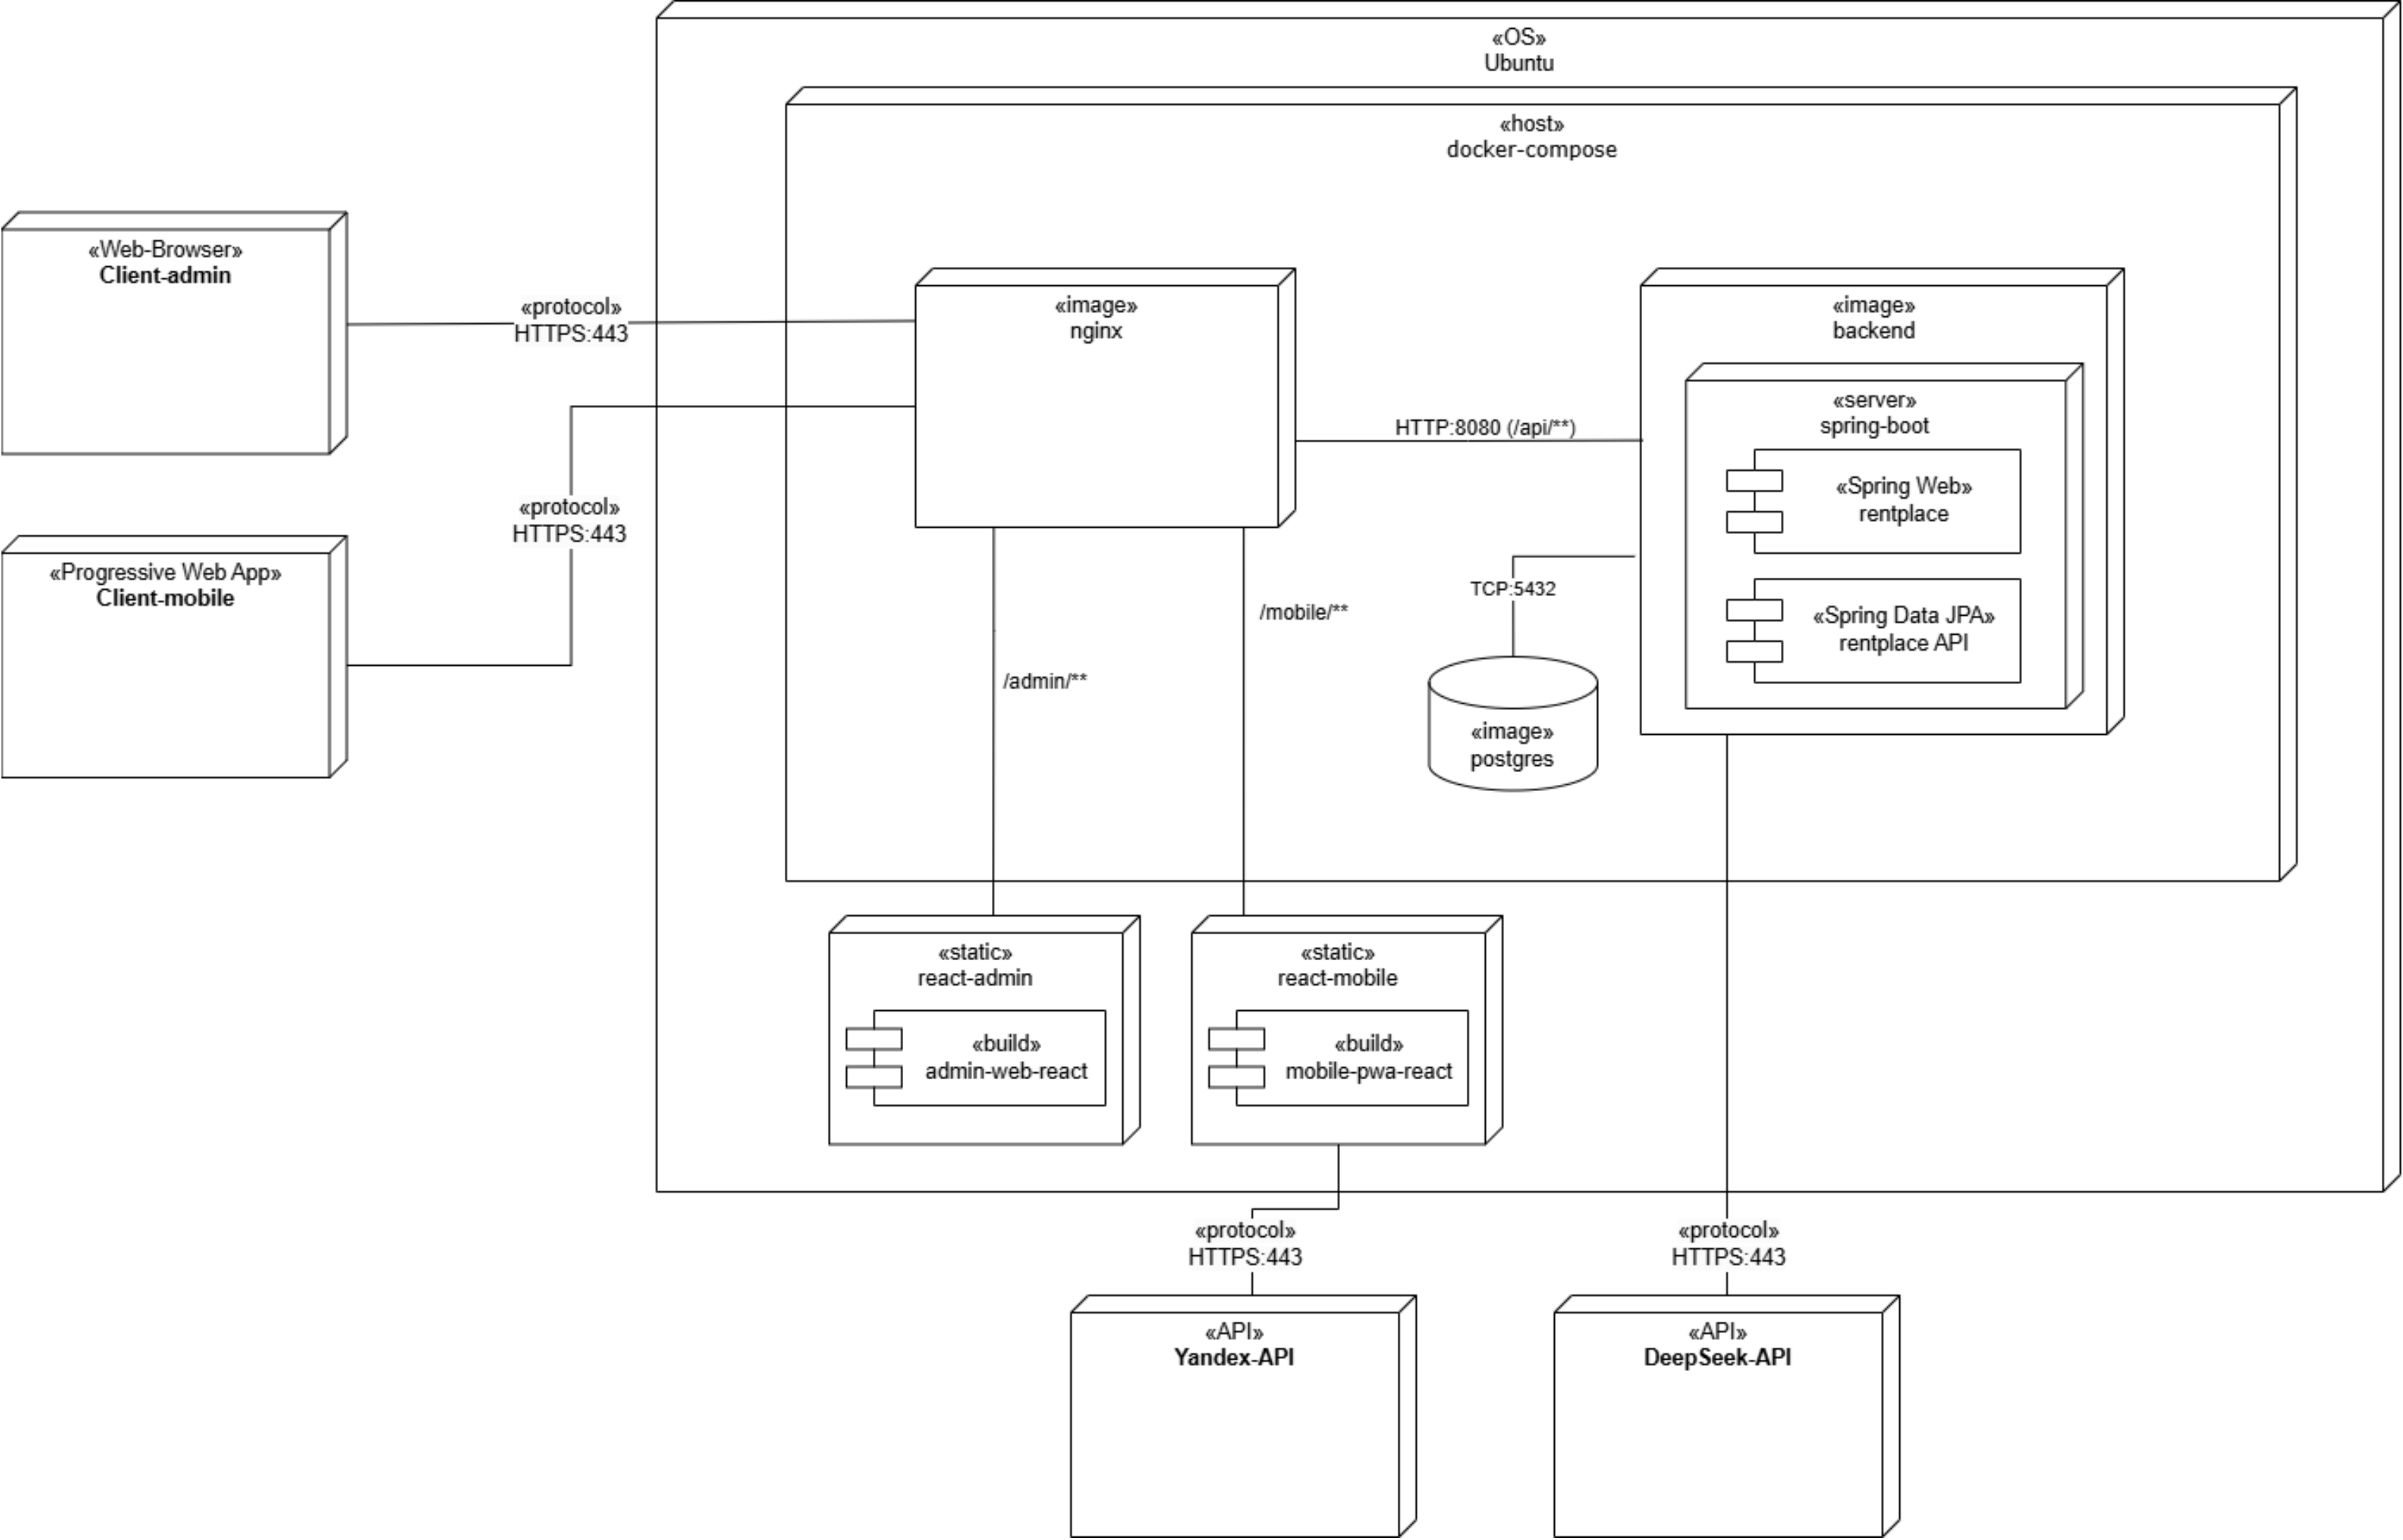 «OS»
Ubuntu
«host»
docker-compose
«Web-Browser»
Client-admin
«protocol»
HTTPS:443
«image»
nginx
«image»
backend
«server»
spring-boot
HTTP:8080 (/api/**)
«Spring Web»
rentplace
«protocol»
HTTPS:443
«Progressive Web App»
Client-mobile
TCP:5432
/mobile/**
«Spring Data JPA»
rentplace API
/admin/**
«image»
postgres
«static»
react-admin
«static»
react-mobile
«build»
admin-web-react
«build»
mobile-pwa-react
«protocol»
HTTPS:443
«protocol»
HTTPS:443
«API»
Yandex-API
«API»
DeepSeek-API